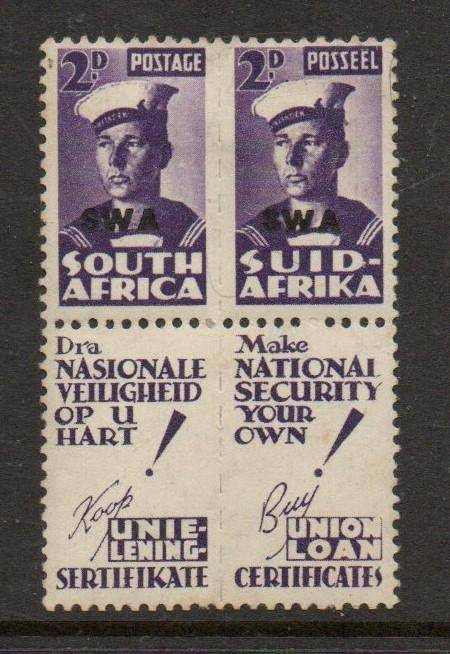 2D POSTAGE
SWA
SOUTH
AFRICA
2D POSSEËL
SWA
SUID-
AFRIKA
Dra
NASIONALE
VEILIGHEID
OP U
HART!
Koop
UNIE-
LENING-
SERTIFIKATE
Make
NATIONAL
SECURITY
YOUR
OWN!
Buy
UNION
LOAN
CERTIFICATES